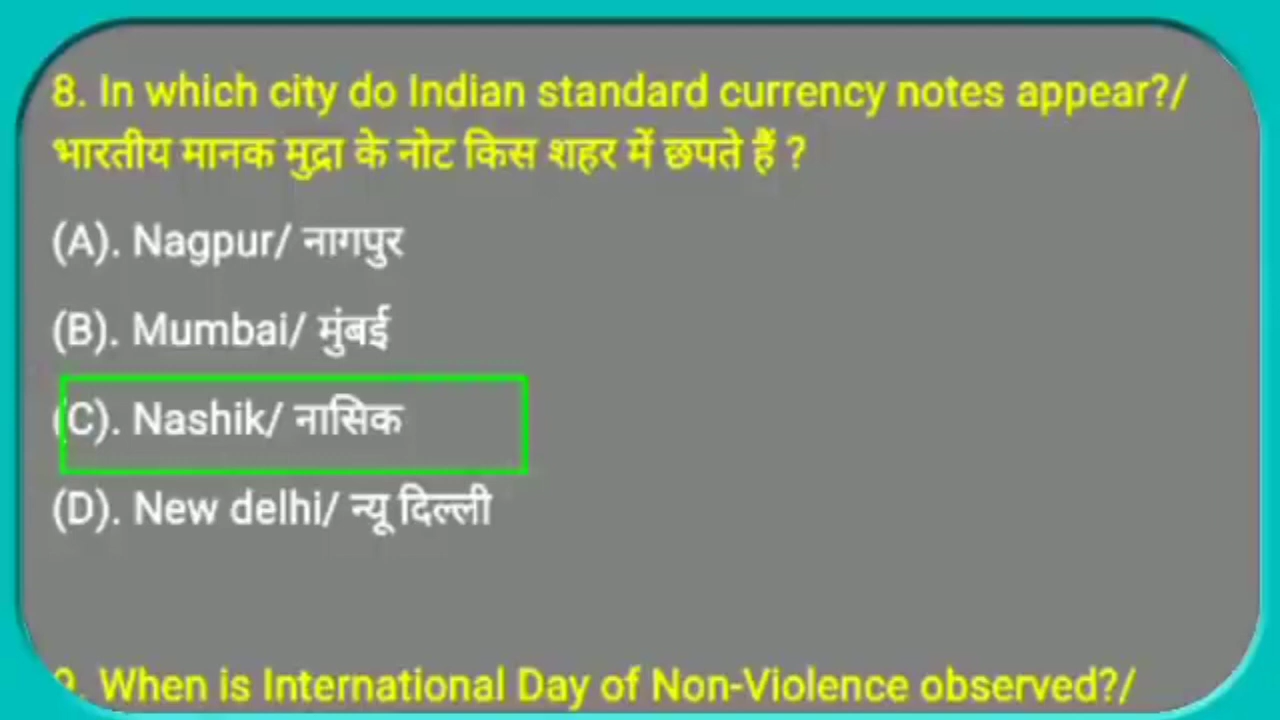 8. In which city do Indian standard currency notes appear?/
भारतीय मानक मुद्रा के नोट किस शहर में छपते हैं ?
(A). Nagpur/ नागपुर
(B). Mumbai/ मुंबई
(C). Nashik/ नासिक
(D). New delhi/ न्यू दिल्ली
9. When is International Day of Non-Violence observed?/